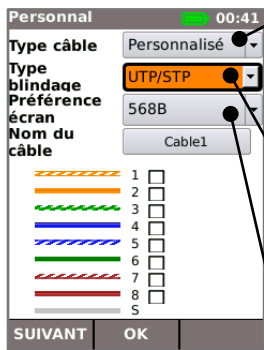 Personnal 00:41
Type câble Personnalisé
Type blindage UTP/STP
Préférence écran 568B
Nom du câble Cable1
1
2
3
4
5
6
7
8
S
SUIVANT OK